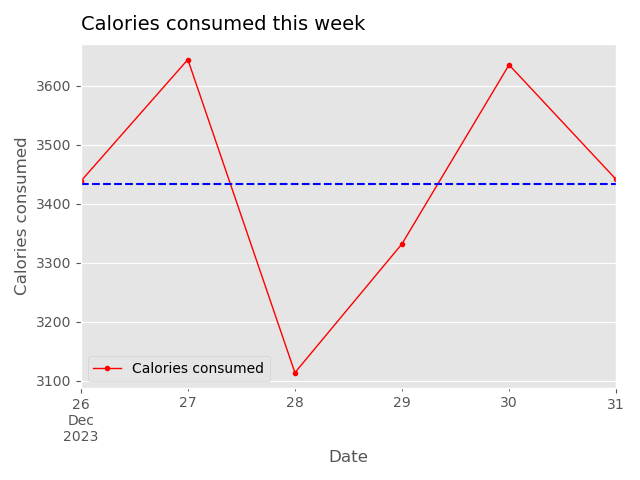 Calories consumed this week
3600
3500
3400
3300
3200
3100
Calories consumed
Calories consumed
26
Dec
2023
27
28
29
30
31
Date